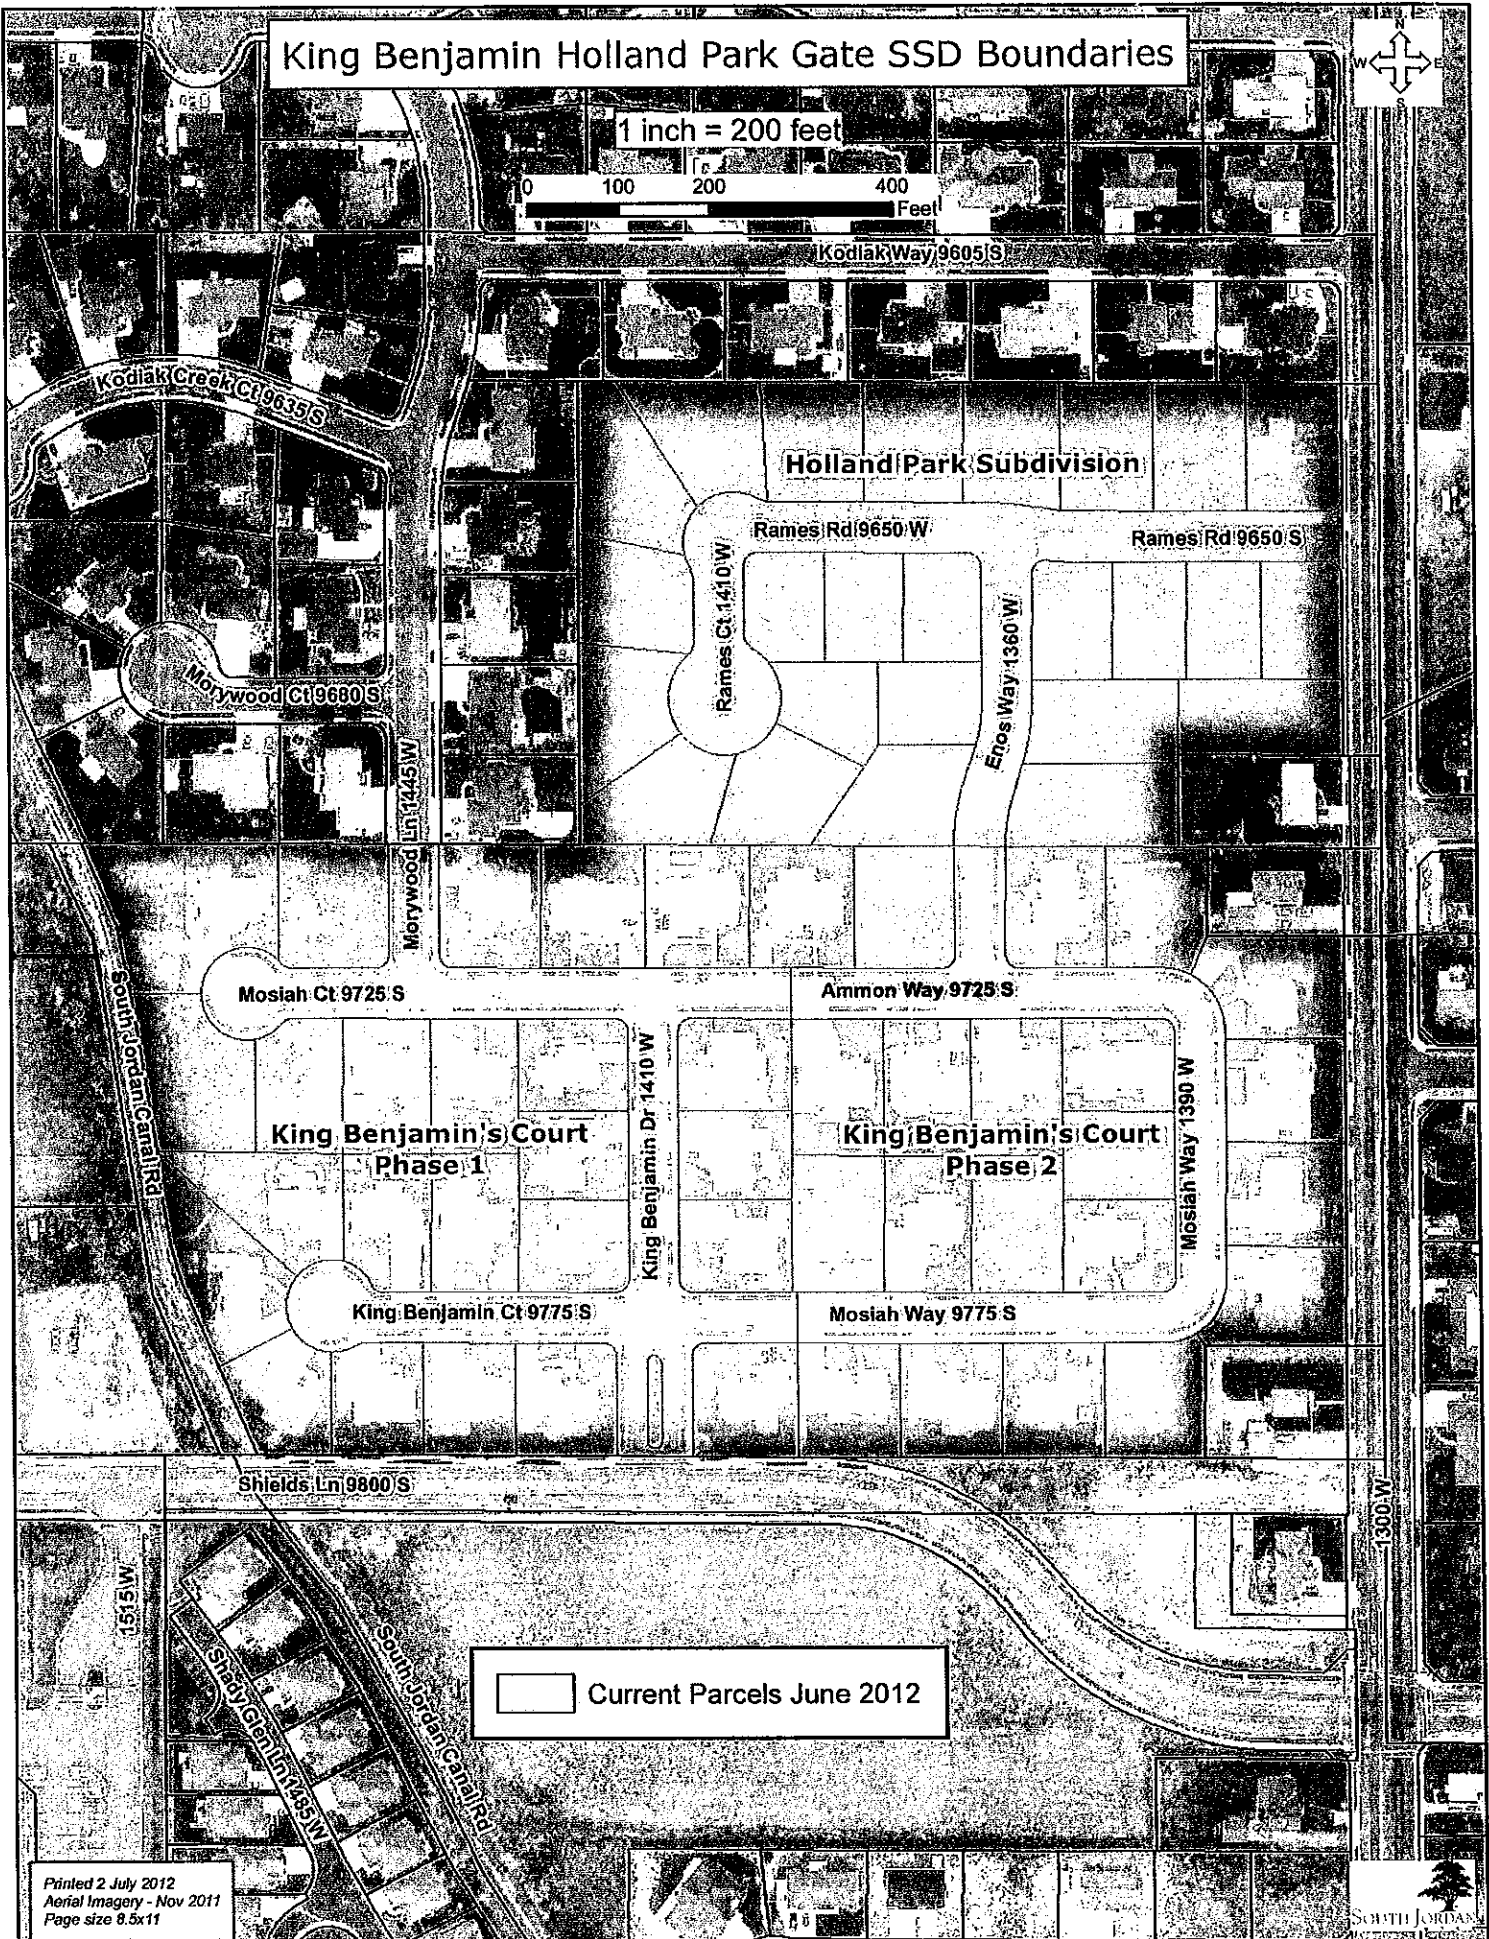 King Benjamin Holland Park Gate SSD Boundaries
N
W E
S
1 inch = 200 feet
0 100 200 400
Feet
Kodiak Way 9605 S
Kodiak Creek Ct 9635 S
Holland Park Subdivision
Rames Rd 9650 W
Rames Rd 9650 S
Rames Ct 1410 W
Enos Way 1360 W
Morywood Ct 9680 S
Morywood Ln 1445 W
Mosiah Ct 9725 S
Ammon Way 9725 S
South Jordan Canal Rd
King Benjamin Dr 1410 W
Mosiah Way 1390 W
King Benjamin's Court
Phase 1
King Benjamin's Court
Phase 2
King Benjamin Ct 9775 S
Mosiah Way 9775 S
Shields Ln 9800 S
1300 W
1515 W
South Jordan Canal Rd
Shady Glen Ln 1485 W
Current Parcels June 2012
Printed 2 July 2012
Aerial Imagery - Nov 2011
Page size 8.5x11
SOUTH JORDAN